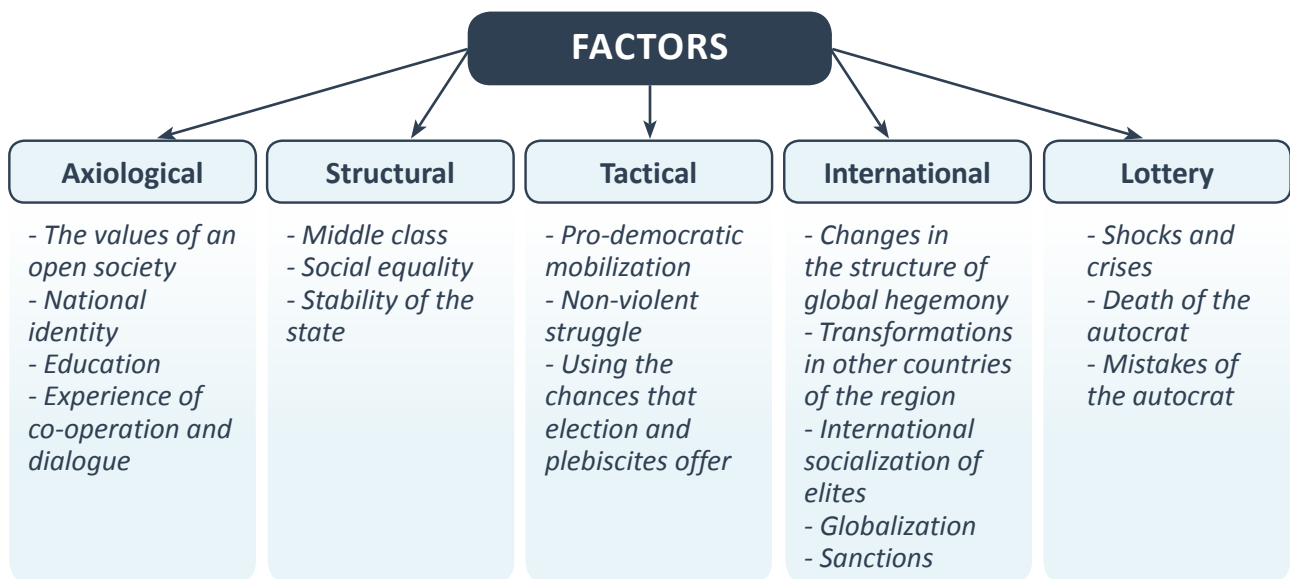 FACTORS
Axiological
- The values of an
open society
- National
identity
- Education
- Experience of
co-operation and
dialogue
Structural
- Middle class
- Social equality
- Stability of the
state
Tactical
- Pro-democratic
mobilization
- Non-violent
struggle
- Using the
chances that
election and
plebiscites offer
International
- Changes in
the structure of
global hegemony
- Transformations
in other countries
of the region
- International
socialization of
elites
- Globalization
- Sanctions
Lottery
- Shocks and
crises
- Death of the
autocrat
- Mistakes of
the autocrat